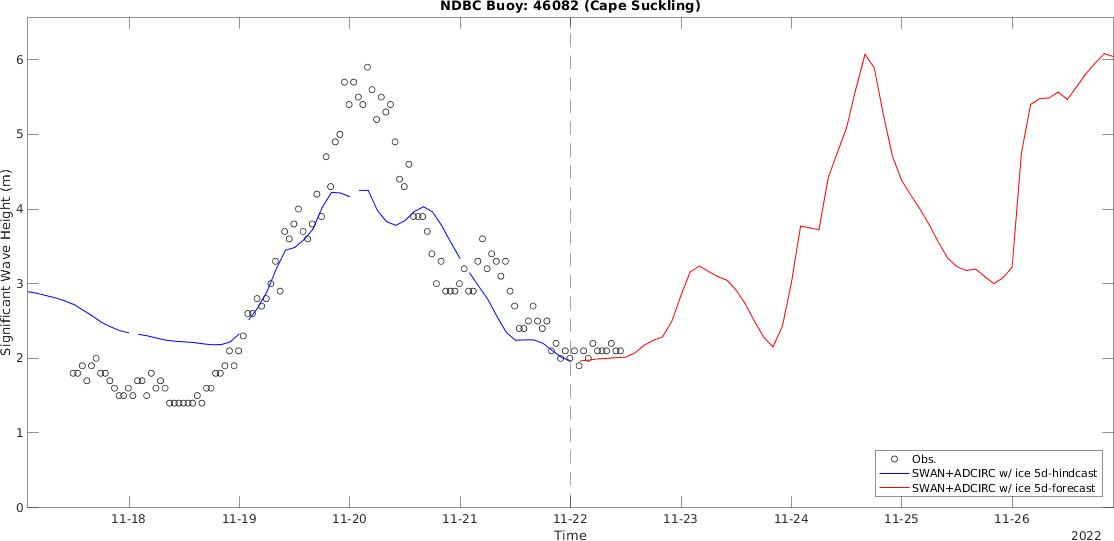 NDBC Buoy: 46082 (Cape Suckling)
Significant Wave Height (m)
6
5
4
3
2
1
0
11-18 11-19 11-20 11-21 11-22 11-23 11-24 11-25 11-26
Time
2022
Obs.
SWAN+ADCIRC w/ ice 5d-hindcast
SWAN+ADCIRC w/ ice 5d-forecast